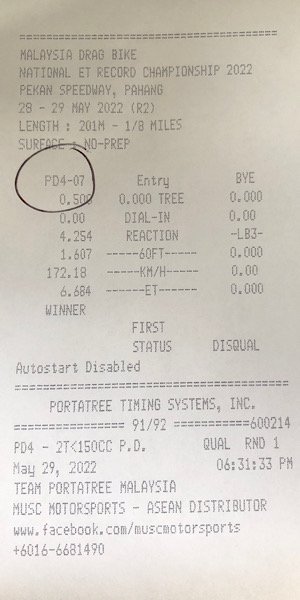 ========================================
MALAYSIA DRAG BIKE
NATIONAL ET RECORD CHAMPIONSHIP 2022
PEKAN SPEEDWAY, PAHANG
28 - 29 MAY 2022 (R2)
LENGTH : 201M - 1/8 MILES
SURFACE : NO-PREP
PD4-07 Entry BYE
0.500 0.000 TREE 0.000
0.00 DIAL-IN 0.000
4.254 REACTION -LB3-
1.607 -----60FT----- 0.000
172.18 -----KM/H----- 0.00
6.684 ------ET------ 0.000
WINNER
FIRST
STATUS DISQUAL
Autostart Disabled
========================================
PORTATREE TIMING SYSTEMS, INC.
================ 91/92 ===========600214
PD4 - 2T<150CC P.D. QUAL RND 1
May 29, 2022 06:31:33 PM
TEAM PORTATREE MALAYSIA
MUSC MOTORSPORTS - ASEAN DISTRIBUTOR
www.facebook.com/muscmotorsports
+6016-6681490